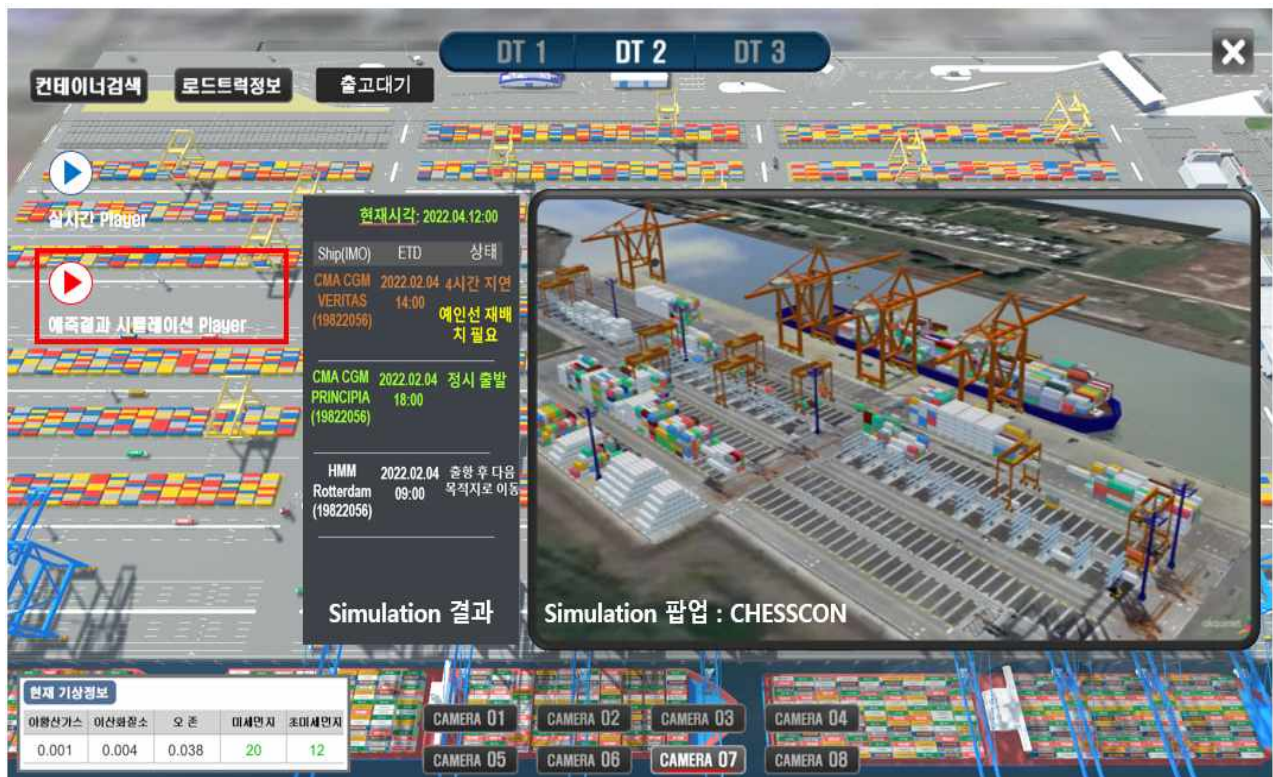 DT 1 DT 2 DT 3
컨테이너검색 로드트럭정보 출고대기
실시간 Player
예측결과 시뮬레이션 Player
현재시각: 2022.04.12:00
Ship(IMO) ETD 상태
CMA CGM 2022.02.04 4시간 지연
VERITAS 14:00 예인선 재배
(19822056) 치 필요
CMA CGM 2022.02.04 정시 출발
PRINCIPIA 18:00
(19822056)
HMM 2022.02.04 출항 후 다음
Rotterdam 09:00 목적지로 이동
(19822056)
Simulation 결과
Simulation 팝업 : CHESSCON
현재 기상정보
아황산가스 이산화질소 오존 미세먼지 초미세먼지
0.001 0.004 0.038 20 12
CAMERA 01 CAMERA 02 CAMERA 03 CAMERA 04
CAMERA 05 CAMERA 06 CAMERA 07 CAMERA 08